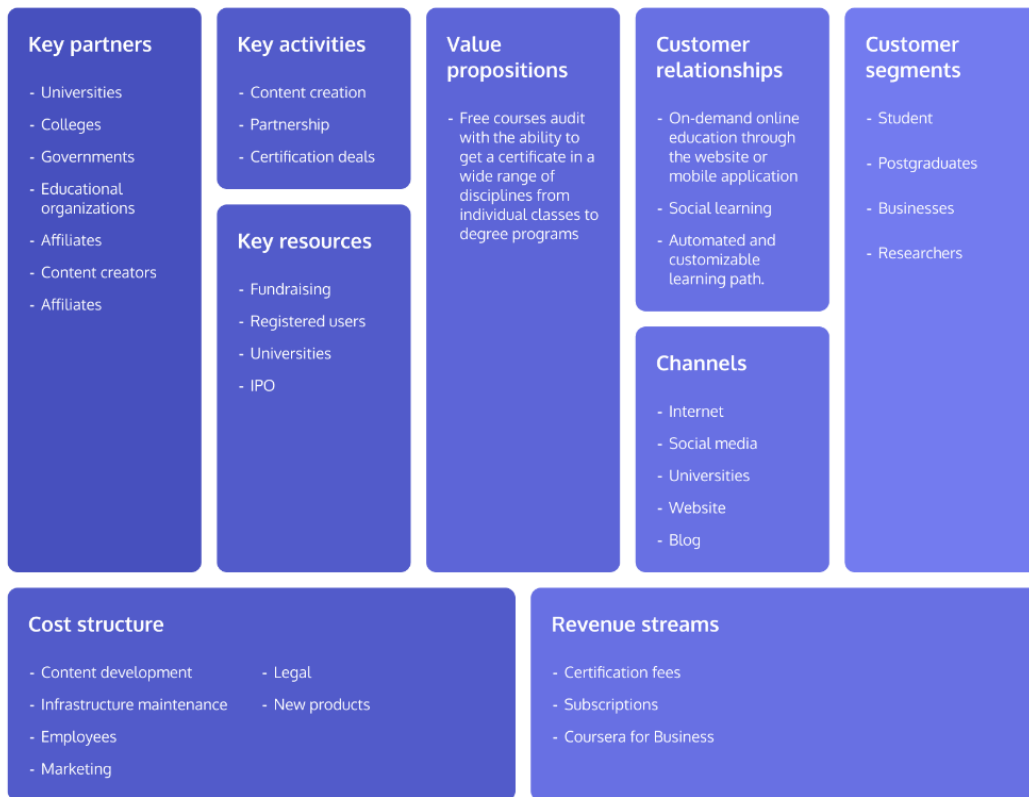 Key partners
- Universities
- Colleges
- Governments
- Educational
organizations
- Affiliates
- Content creators
- Affiliates
Key activities
- Content creation
- Partnership
- Certification deals
Key resources
- Fundraising
- Registered users
- Universities
- IPO
Value
propositions
- Free courses audit
with the ability to
get a certificate in a
wide range of
disciplines from
individual classes to
degree programs
Customer
relationships
- On-demand online
education through
the website or
mobile application
- Social learning
- Automated and
customizable
learning path.
Channels
- Internet
- Social media
- Universities
- Website
- Blog
Customer
segments
- Student
- Postgraduates
- Businesses
- Researchers
Cost structure
- Content development
- Infrastructure maintenance
- Employees
- Marketing
- Legal
- New products
Revenue streams
- Certification fees
- Subscriptions
- Coursera for Business